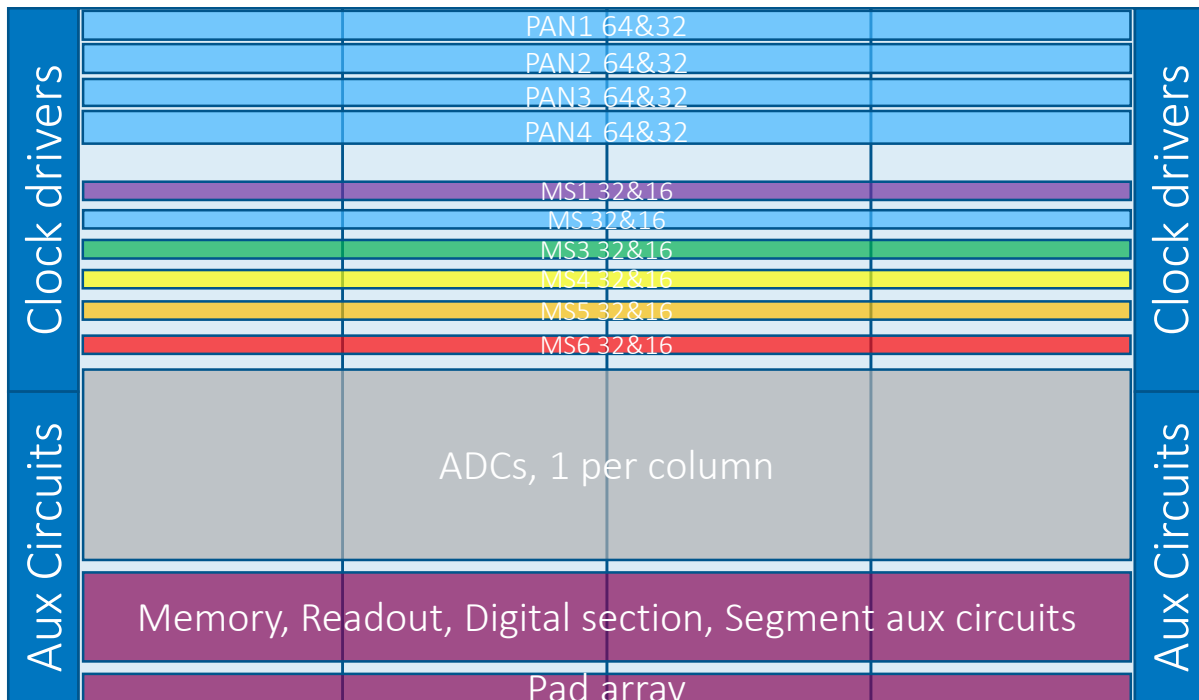 PAN1 64&32
PAN2 64&32
PAN3 64&32
PAN4 64&32
Clock drivers
Clock drivers
MS1 32&16
MS 32&16
MS3 32&16
MS4 32&16
MS5 32&16
MS6 32&16
ADCs, 1 per column
Aux Circuits
Aux Circuits
Memory, Readout, Digital section, Segment aux circuits
Pad array